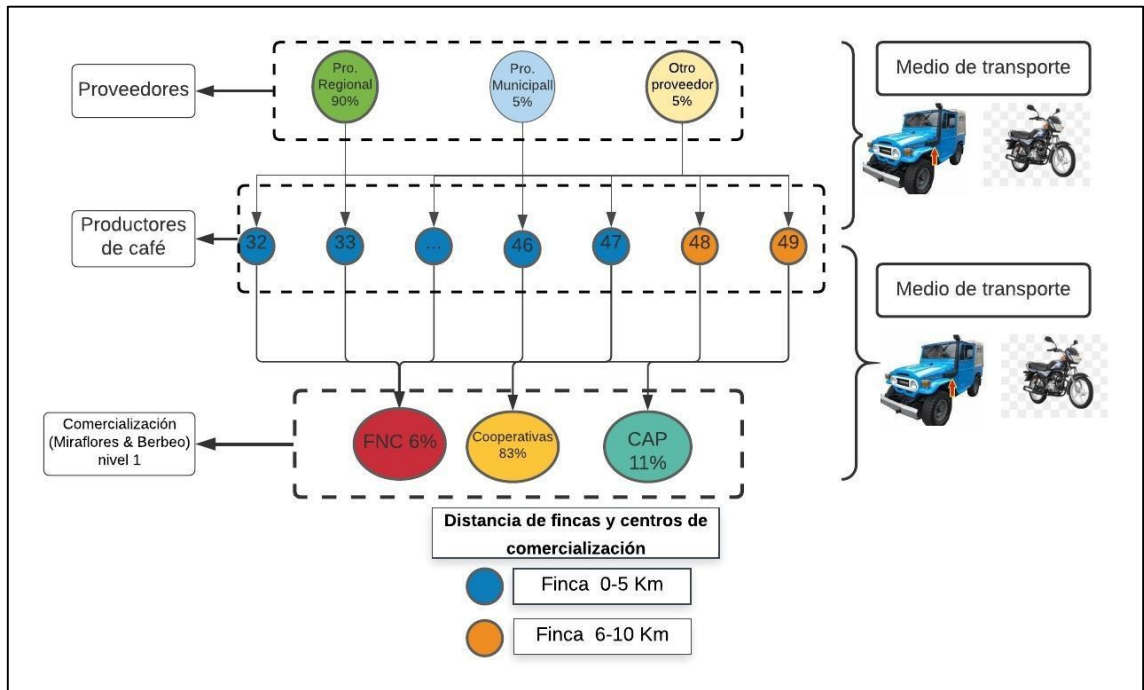 Proveedores
Pro.
Regional
90%
Pro.
Municipall
5%
Otro
proveedor
5%
Medio de transporte
Productores
de café
32
33
...
46
47
48
49
Medio de transporte
Comercialización
(Miraflores & Berbeo)
nivel 1
FNC 6%
Cooperativas
83%
CAP
11%
Distancia de fincas y centros de
comercialización
Finca 0-5 Km
Finca 6-10 Km